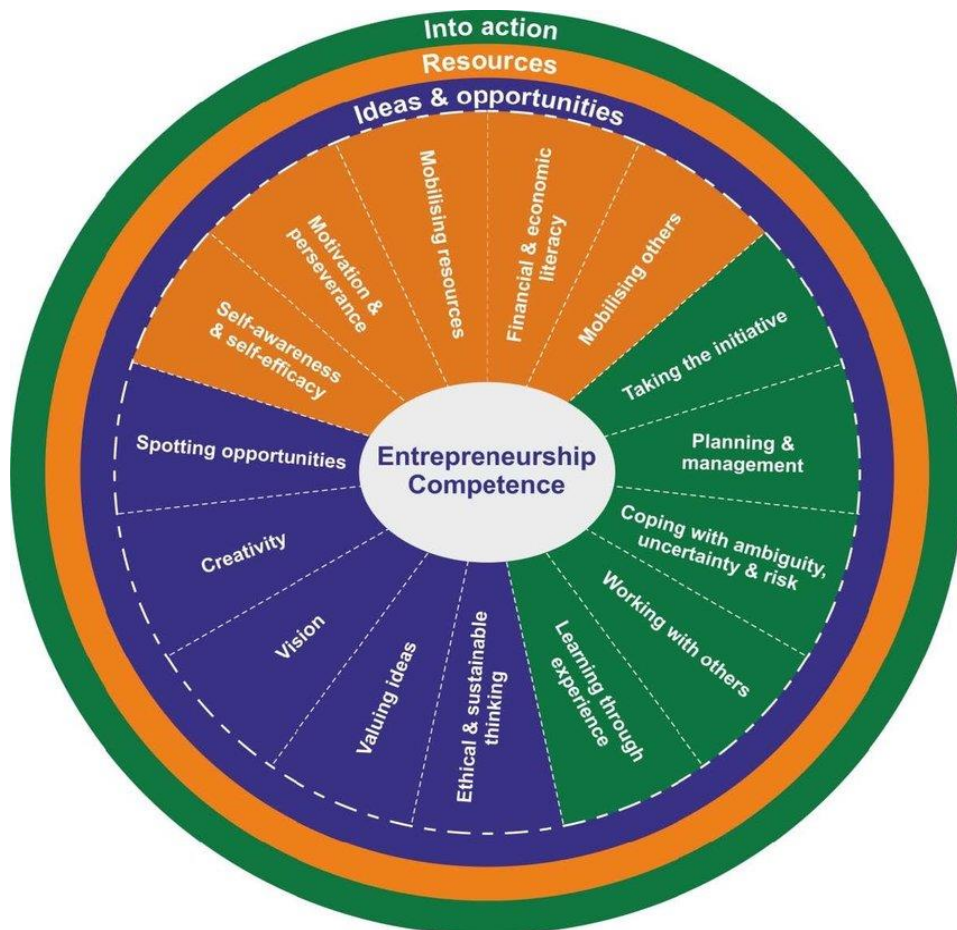 Into action
Resources
Ideas & opportunities
Self-awareness
& self-efficacy
Motivation &
perseverance
Mobilising resources
Financial & economic
literacy
Mobilising others
Taking the initiative
Planning &
management
Coping with ambiguity,
uncertainty & risk
Working with others
Learning through
experience
Ethical & sustainable
thinking
Valuing ideas
Vision
Creativity
Spotting opportunities
Entrepreneurship
Competence